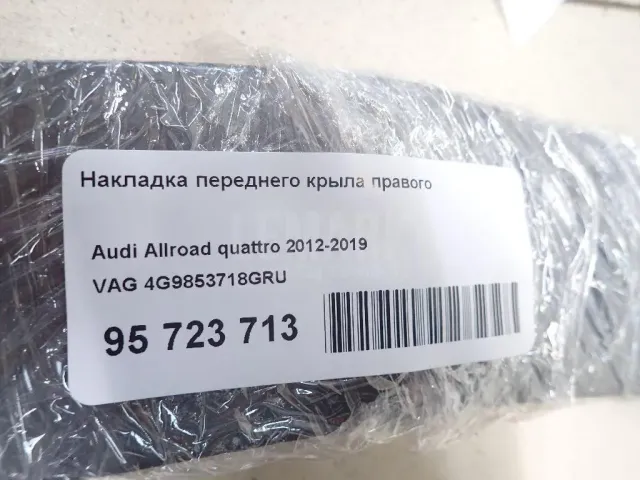 Накладка переднего крыла правого
Audi Allroad quattro 2012-2019
VAG 4G9853718GRU
95 723 713